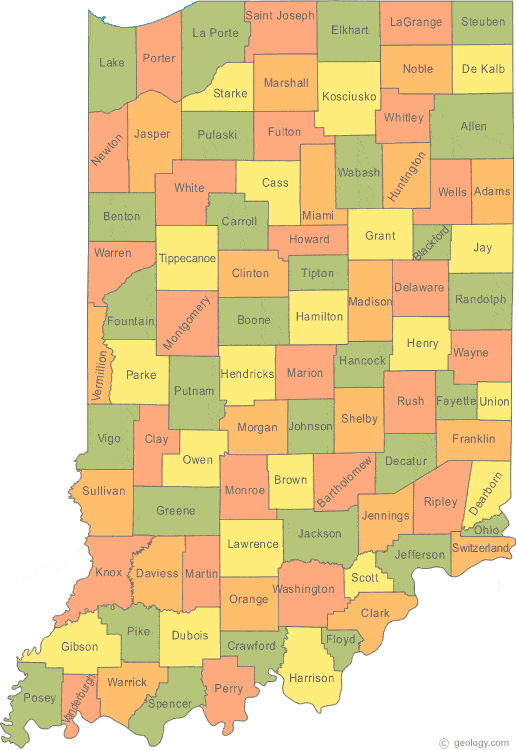 Saint Joseph
LaGrange
Steuben
La Porte
Elkhart
Lake
Porter
Noble
De Kalb
Marshall
Starke
Kosciusko
Whitley
Allen
Newton
Jasper
Pulaski
Fulton
Wabash
Huntington
White
Cass
Wells
Adams
Miami
Benton
Carroll
Grant
Blackford
Jay
Howard
Warren
Tippecanoe
Clinton
Tipton
Delaware
Randolph
Madison
Fountain
Montgomery
Boone
Hamilton
Henry
Wayne
Hancock
Vermillion
Parke
Putnam
Hendricks
Marion
Rush
Fayette
Union
Shelby
Vigo
Clay
Morgan
Johnson
Franklin
Owen
Decatur
Bartholomew
Sullivan
Monroe
Brown
Dearborn
Ripley
Greene
Jennings
Jackson
Ohio
Lawrence
Jefferson
Switzerland
Knox
Daviess
Martin
Scott
Washington
Orange
Clark
Pike
Dubois
Floyd
Gibson
Crawford
Harrison
Warrick
Perry
Posey
Vanderburgh
Spencer
© geology.com